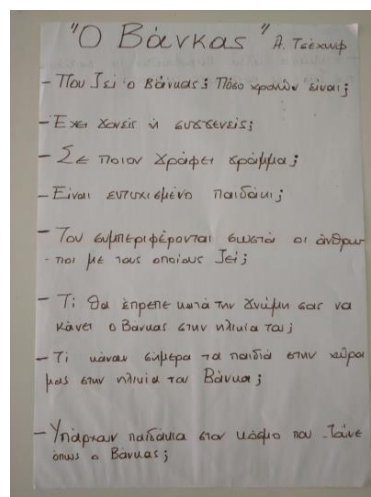 "Ο Βάνκας" Α. Τσέχωφ
- Που ζει ο Βάνκας; Πόσο χρονών είναι;
- Έχει γονείς ή συγγενείς;
- Σε ποιον γράφει γράμμα;
- Είναι ευτυχισμένο παιδάκι;
- Του συμπεριφέρονται σωστά οι άνθρω-
- ποι με τους οποίους ζει;
- Τι θα έπρεπε κατά την γνώμη σας να
κάνει ο Βάνκας στην ηλικία του;
- Τι κάνουν σήμερα τα παιδιά στην χώρα
μας στην ηλικία του Βάνκα;
- Υπάρχουν παιδάκια στον κόσμο που ζουνε
όπως ο Βάνκας;